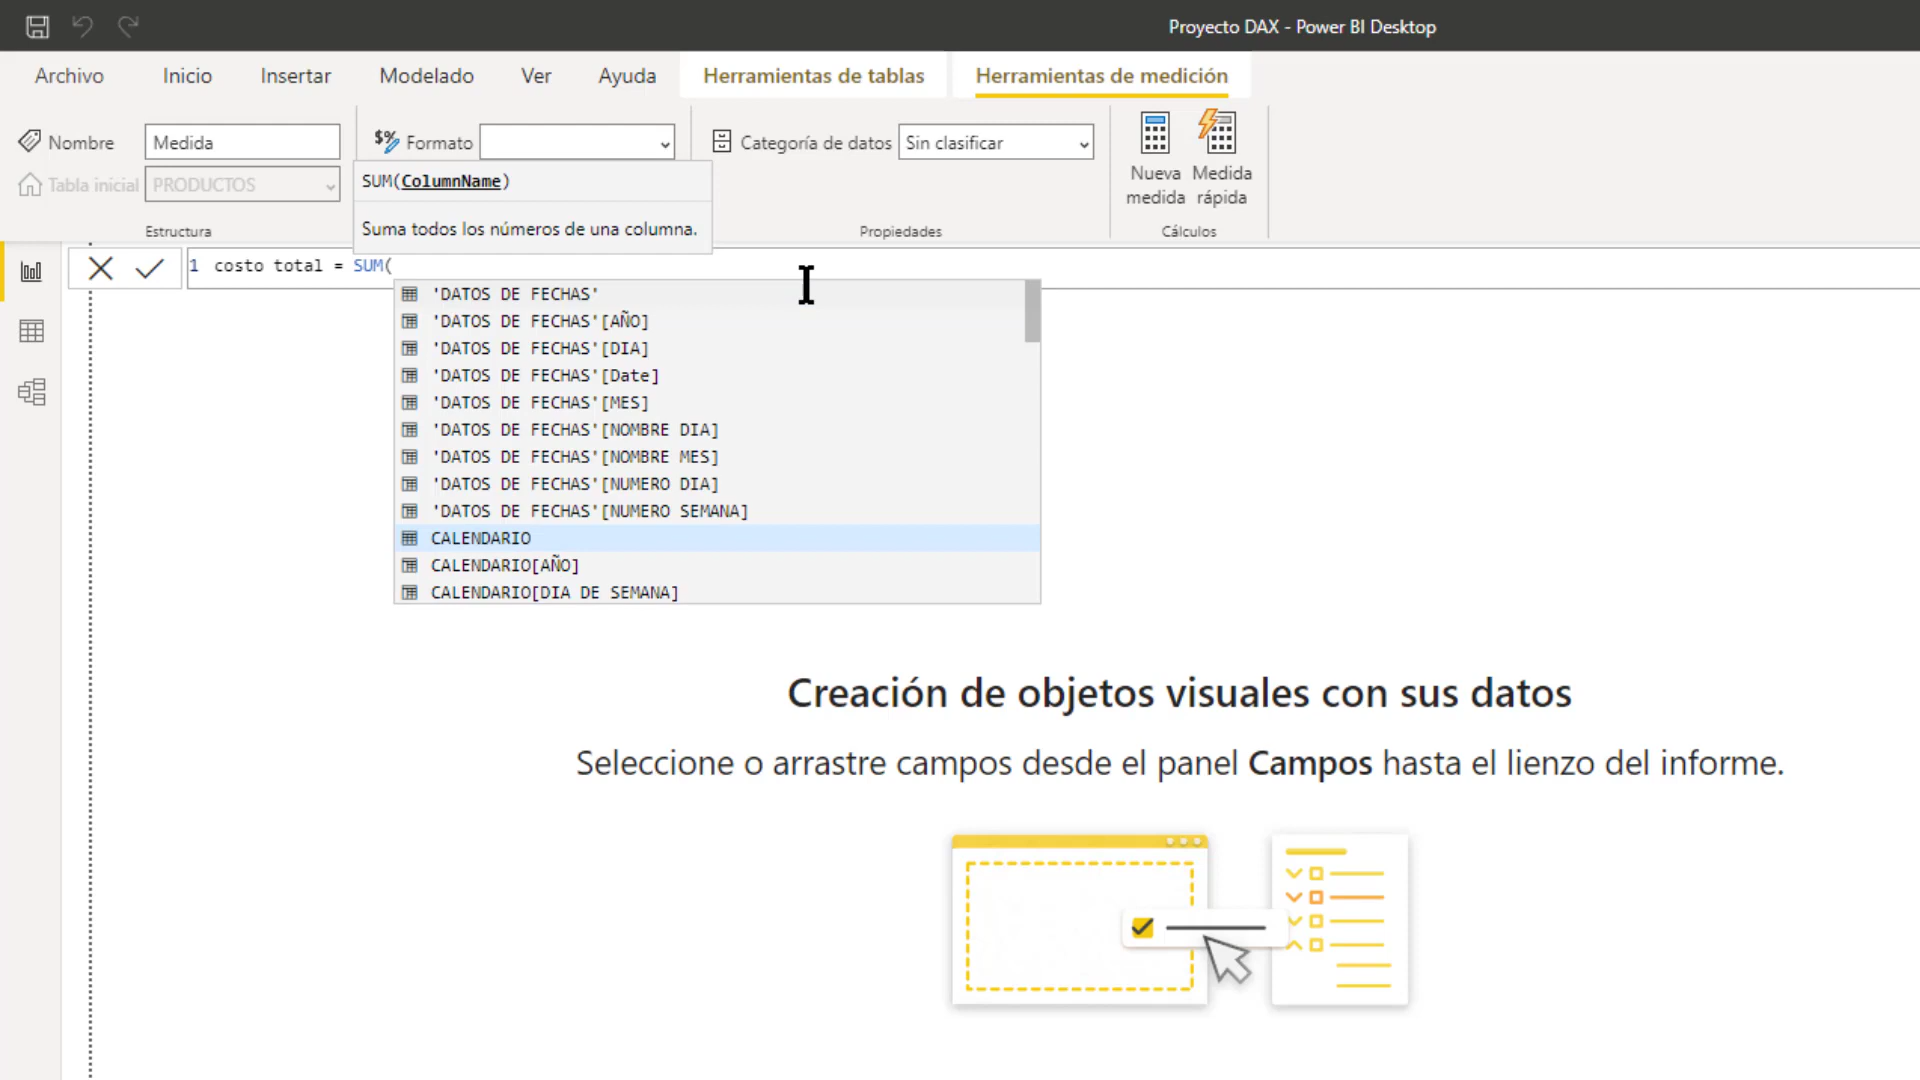 Proyecto DAX - Power BI Desktop
Archivo Inicio Insertar Modelado Ver Ayuda Herramientas de tablas Herramientas de medición
Nombre Medida $% Formato Categoría de datos Sin clasificar
Tabla inicial PRODUCTOS
SUM(ColumnName)
Suma todos los números de una columna.
Nueva medida
Medida rápida
Estructura Propiedades Cálculos
1 costo total = SUM(
'DATOS DE FECHAS'
'DATOS DE FECHAS'[AÑO]
'DATOS DE FECHAS'[DIA]
'DATOS DE FECHAS'[Date]
'DATOS DE FECHAS'[MES]
'DATOS DE FECHAS'[NOMBRE DIA]
'DATOS DE FECHAS'[NOMBRE MES]
'DATOS DE FECHAS'[NUMERO DIA]
'DATOS DE FECHAS'[NUMERO SEMANA]
CALENDARIO
CALENDARIO[AÑO]
CALENDARIO[DIA DE SEMANA]
Creación de objetos visuales con sus datos
Seleccione o arrastre campos desde el panel Campos hasta el lienzo del informe.